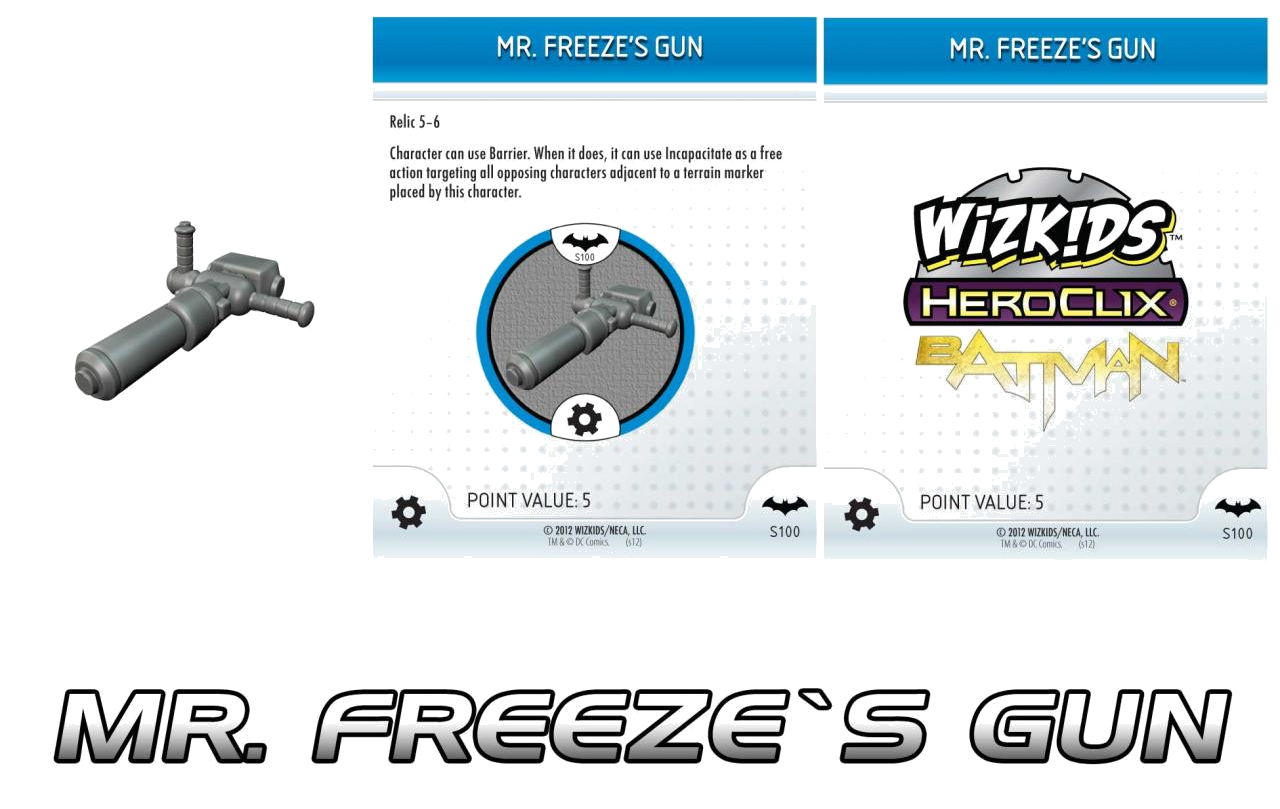 MR. FREEZE'S GUN
Relic 5-6
Character can use Barrier. When it does, it can use Incapacitate as a free
action targeting all opposing characters adjacent to a terrain marker
placed by this character.
S100
POINT VALUE: 5
© 2012 WIZKIDS/NECA, LLC.
TM & © DC Comics. (s12)
S100
MR. FREEZE'S GUN
WIZK!DS™
HEROCLIX®
BATMAN™
POINT VALUE: 5
© 2012 WIZKIDS/NECA, LLC.
TM & © DC Comics. (s12)
S100
MR. FREEZE`S GUN